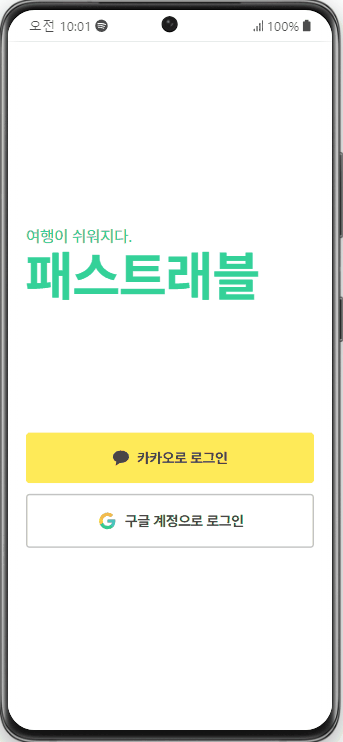 오전 10:01 100%
여행이 쉬워지다.
패스트래블
카카오로 로그인
구글 계정으로 로그인